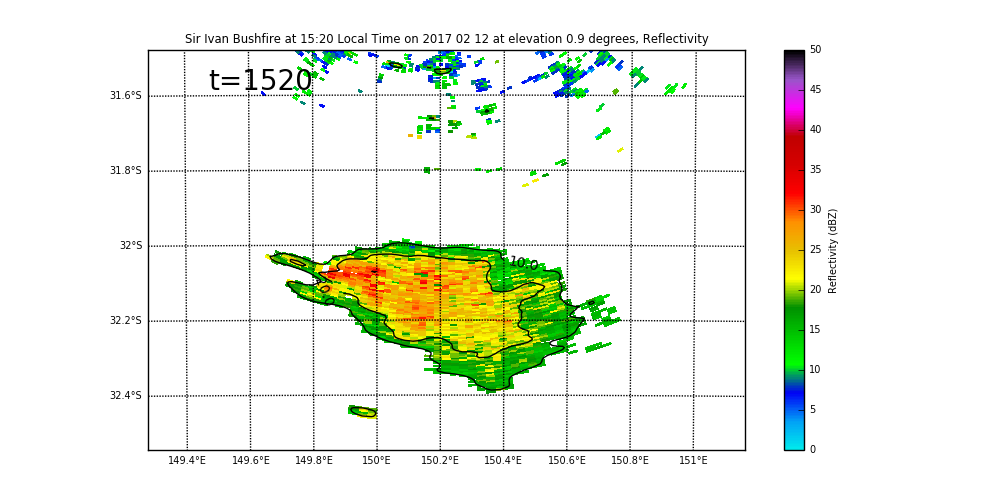 Sir Ivan Bushfire at 15:20 Local Time on 2017 02 12 at elevation 0.9 degrees, Reflectivity
t=1520
31.6°S
31.8°S
32°S
32.2°S
32.4°S
10.0
149.4°E 149.6°E 149.8°E 150°E 150.2°E 150.4°E 150.6°E 150.8°E 151°E
50
45
40
35
30
25
20
15
10
5
0
Reflectivity (dBZ)